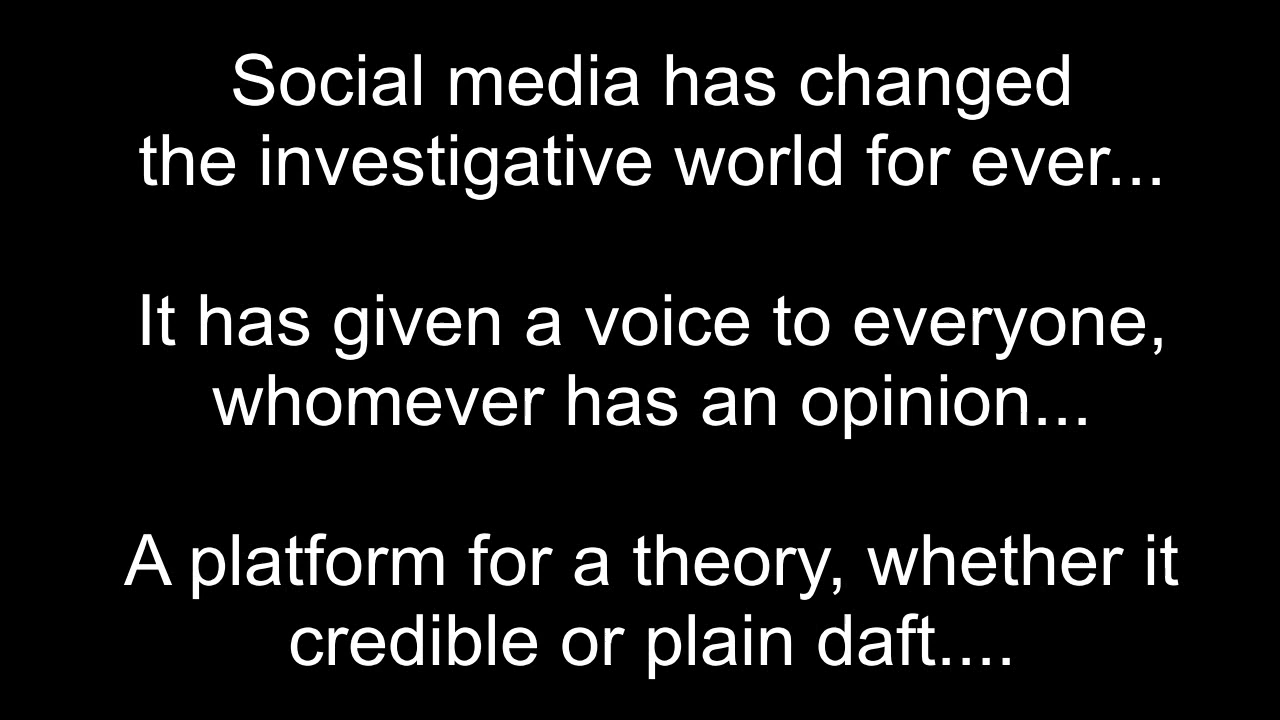 Social media has changed
the investigative world for ever...
It has given a voice to everyone,
whomever has an opinion...
A platform for a theory, whether it
credible or plain daft....